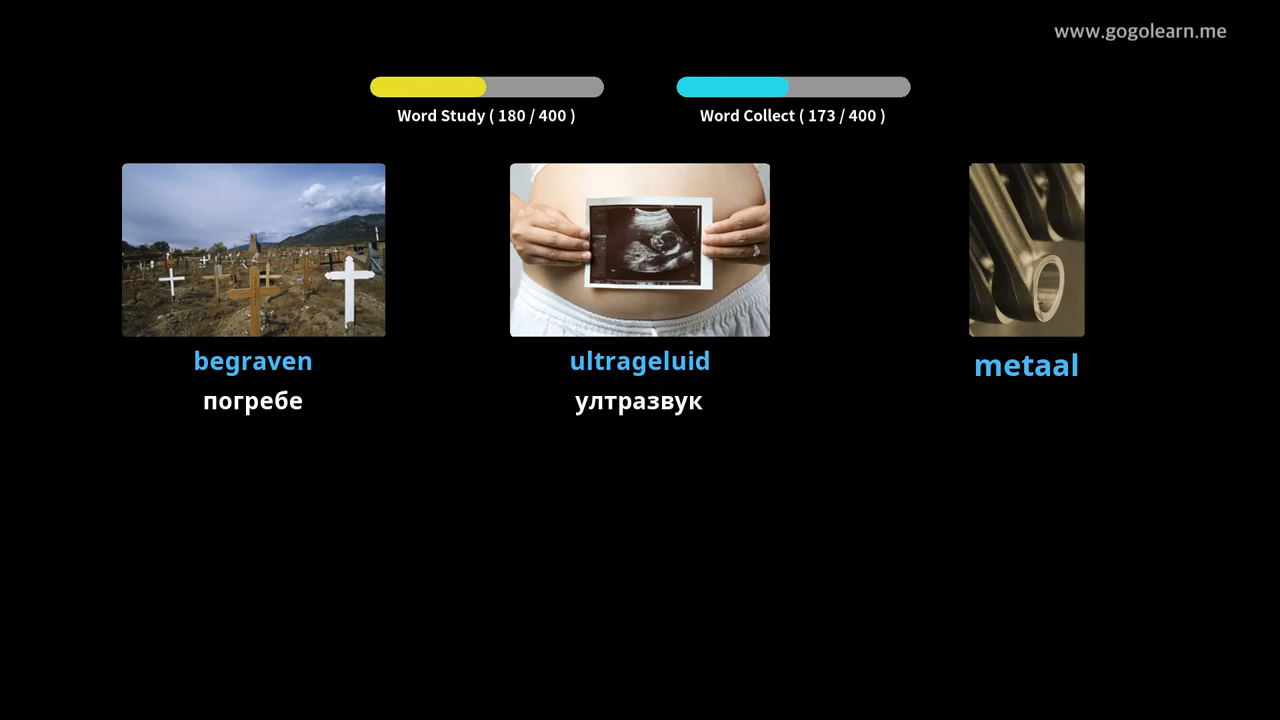 www.gogolearn.me
Word Study ( 180 / 400 )
Word Collect ( 173 / 400 )
begraven
погребе
ultrageluid
ултразвук
metaal